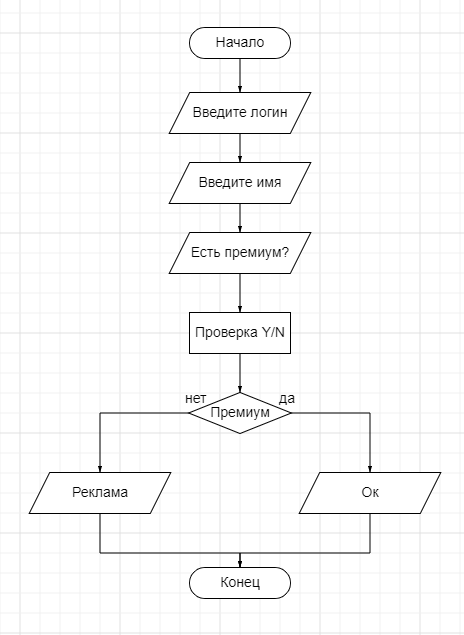 Начало
Введите логин
Введите имя
Есть премиум?
Проверка Y/N
нет
да
Премиум
Реклама
Ок
Конец